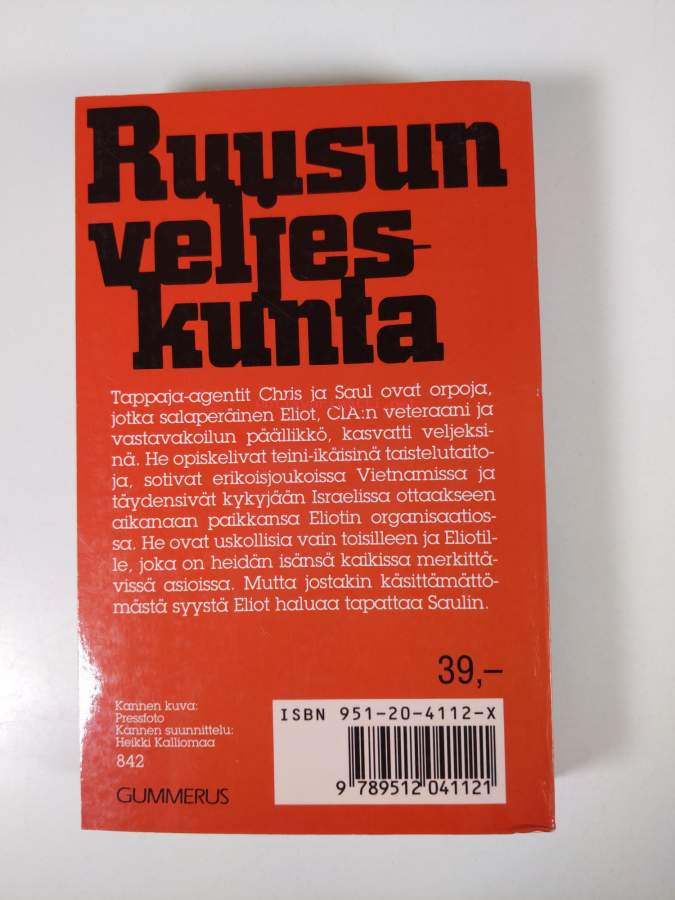 Ruusun
veljes-
kunta
Tappaja-agentit Chris ja Saul ovat orpoja,
jotka salaperäinen Eliot, CIA:n veteraani ja
vastavakoilun päällikkö, kasvatti veljeksi-
nä. He opiskelivat teini-ikäisinä taistelutaito-
ja, sotivat erikoisjoukoissa Vietnamissa ja
täydensivät kykyjään Israelissa ottaakseen
aikanaan paikkansa Eliotin organisaatios-
sa. He ovat uskollisia vain toisilleen ja Eliotil-
le, joka on heidän isänsä kaikissa merkittä-
vissä asioissa. Mutta jostakin käsittämättö-
mästä syystä Eliot haluaa tapattaa Saulin.
39,–
Kannen kuva:
Pressfoto
Kannen suunnittelu:
Heikki Kalliomaa
842
GUMMERUS
ISBN 951-20-4112-X
9 789512 041121